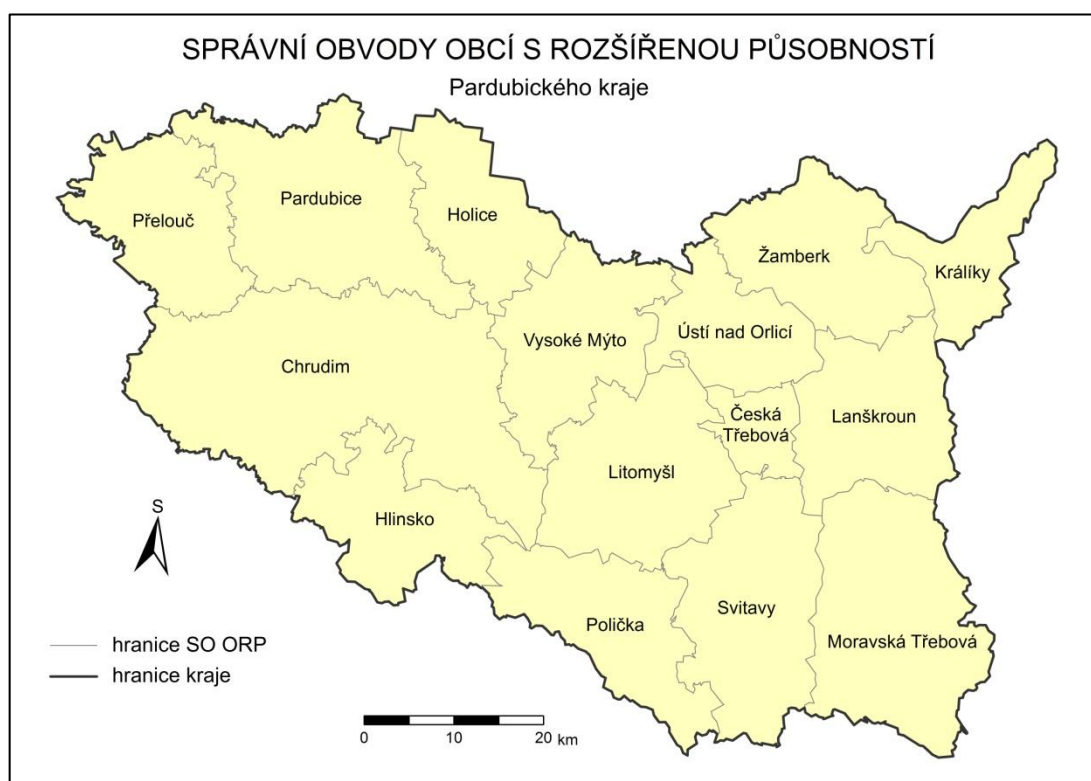 SPRÁVNÍ OBVODY OBCÍ S ROZŠÍŘENOU PŮSOBNOSTÍ
Pardubického kraje
Přelouč
Pardubice
Holice
Žamberk
Králíky
Chrudim
Vysoké Mýto
Ústí nad Orlicí
Česká
Třebová
Lanškroun
Litomyšl
Hlinsko
Polička
Svitavy
Moravská Třebová
S
hranice SO ORP
hranice kraje
0 10 20 km